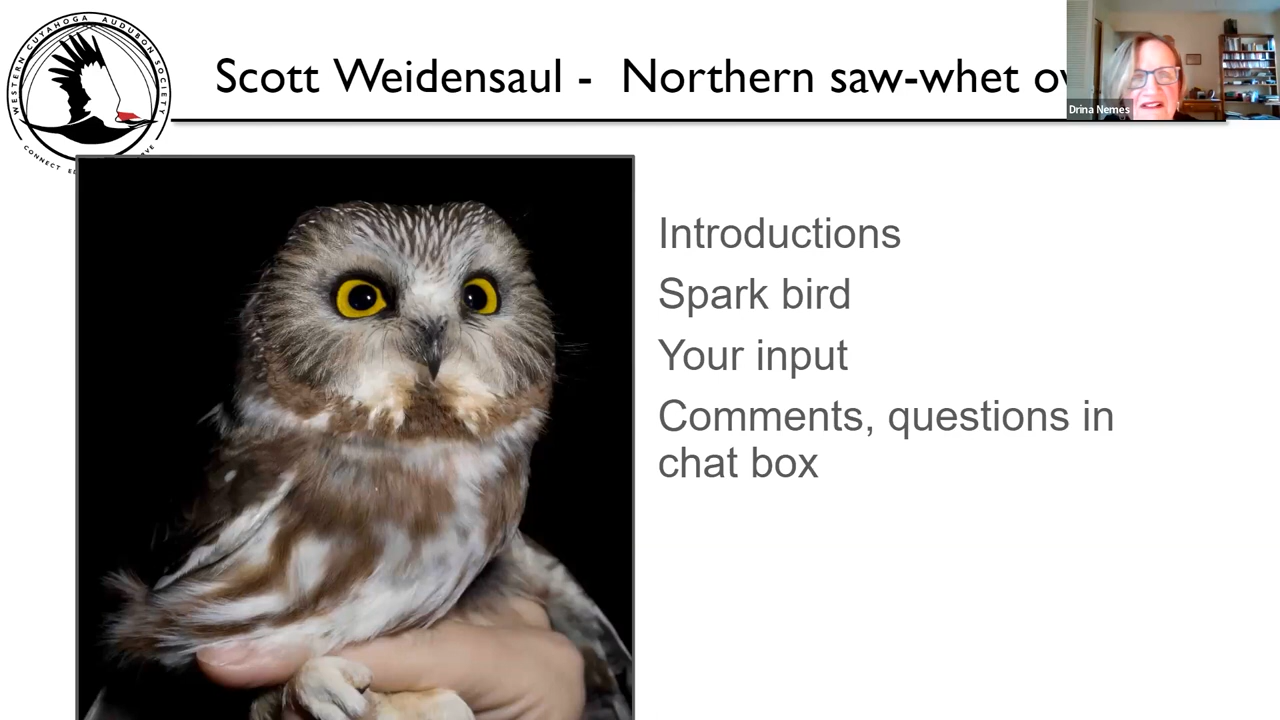 WESTERN CUYAHOGA AUDUBON SOCIETY
Scott Weidensaul - Northern saw-whet
Drina Nemes
CONNECT
Introductions
Spark bird
Your input
Comments, questions in
chat box